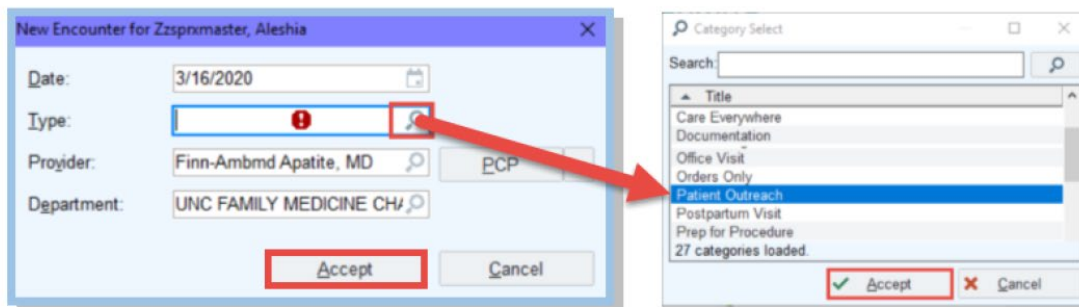 New Encounter for Zzsprxmaster, Aleshia
Date: 3/16/2020
Type:
Provider: Finn-Ambmd Apatite, MD PCP
Department: UNC FAMILY MEDICINE CH
Accept Cancel
Category Select
Search:
Title
Care Everywhere
Documentation
Office Visit
Orders Only
Patient Outreach
Postpartum Visit
Prep for Procedure
27 categories loaded.
Accept Cancel